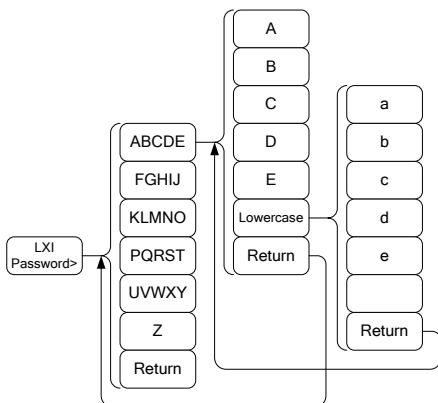 LXI
Password>
ABCDE
FGHIJ
KLMNO
PQRST
UVWXY
Z
Return
A
B
C
D
E
Lowercase
Return
a
b
c
d
e
Return